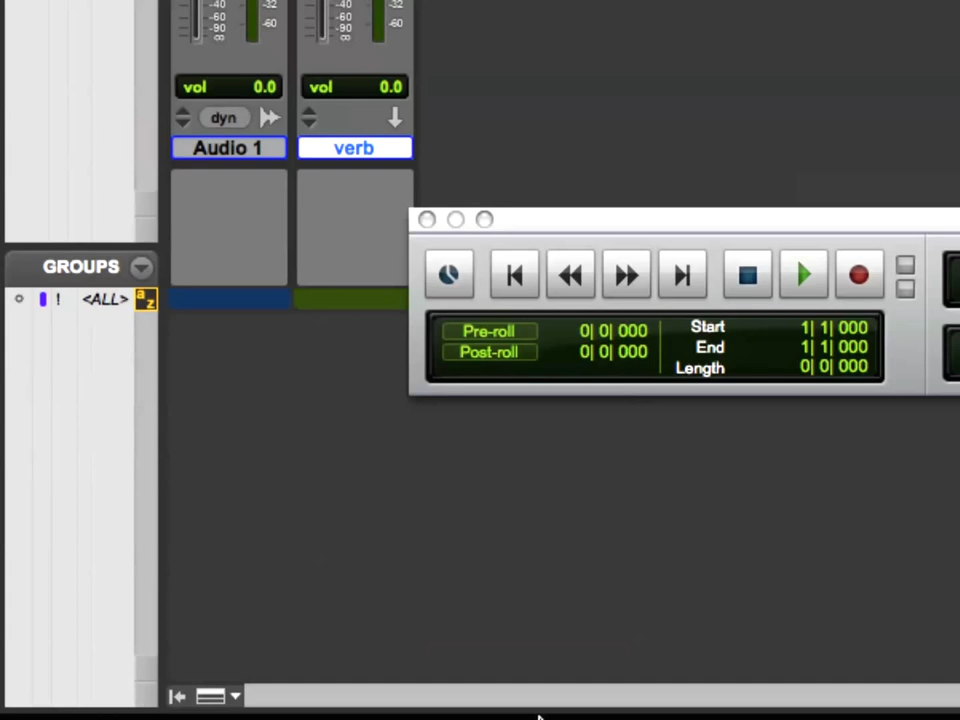 -40 -32 -40 -32
-60 -60 -60 -60
-90 -90
∞ ∞
vol 0.0 vol 0.0
dyn
Audio 1 verb
GROUPS
! <ALL> a z
Pre-roll 0| 0| 000 Start 1| 1| 000
Post-roll 0| 0| 000 End 1| 1| 000
Length 0| 0| 000